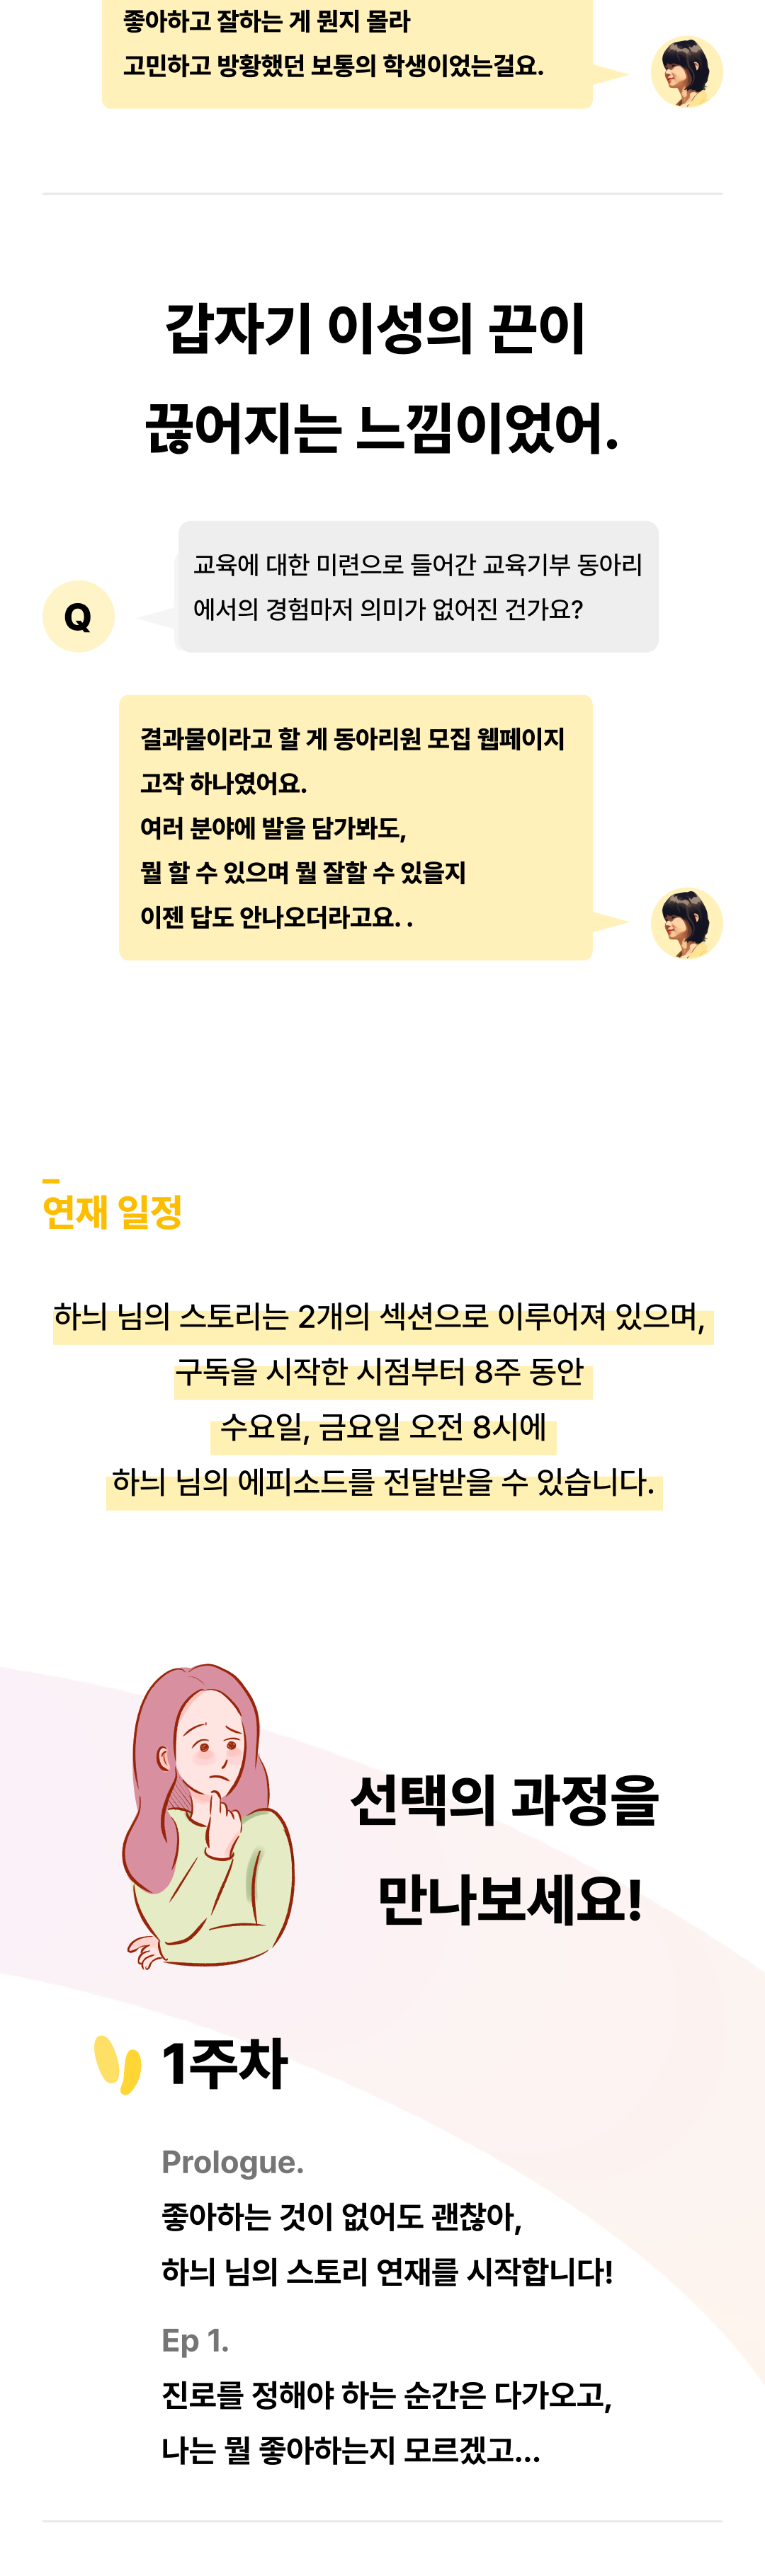 좋아하고 잘하는 게 뭔지 몰라
고민하고 방황했던 보통의 학생이었는걸요.
갑자기 이성의 끈이
끊어지는 느낌이었어.
교육에 대한 미련으로 들어간 교육기부 동아리
에서의 경험마저 의미가 없어진 건가요?
Q
결과물이라고 할 게 동아리원 모집 웹페이지
고작 하나였어요.
여러 분야에 발을 담가봐도,
뭘 할 수 있으며 뭘 잘할 수 있을지
이젠 답도 안나오더라고요. .
연재 일정
하늬 님의 스토리는 2개의 섹션으로 이루어져 있으며,
구독을 시작한 시점부터 8주 동안
수요일, 금요일 오전 8시에
하늬 님의 에피소드를 전달받을 수 있습니다.
선택의 과정을
만나보세요!
1주차
Prologue.
좋아하는 것이 없어도 괜찮아,
하늬 님의 스토리 연재를 시작합니다!
Ep 1.
진로를 정해야 하는 순간은 다가오고,
나는 뭘 좋아하는지 모르겠고...